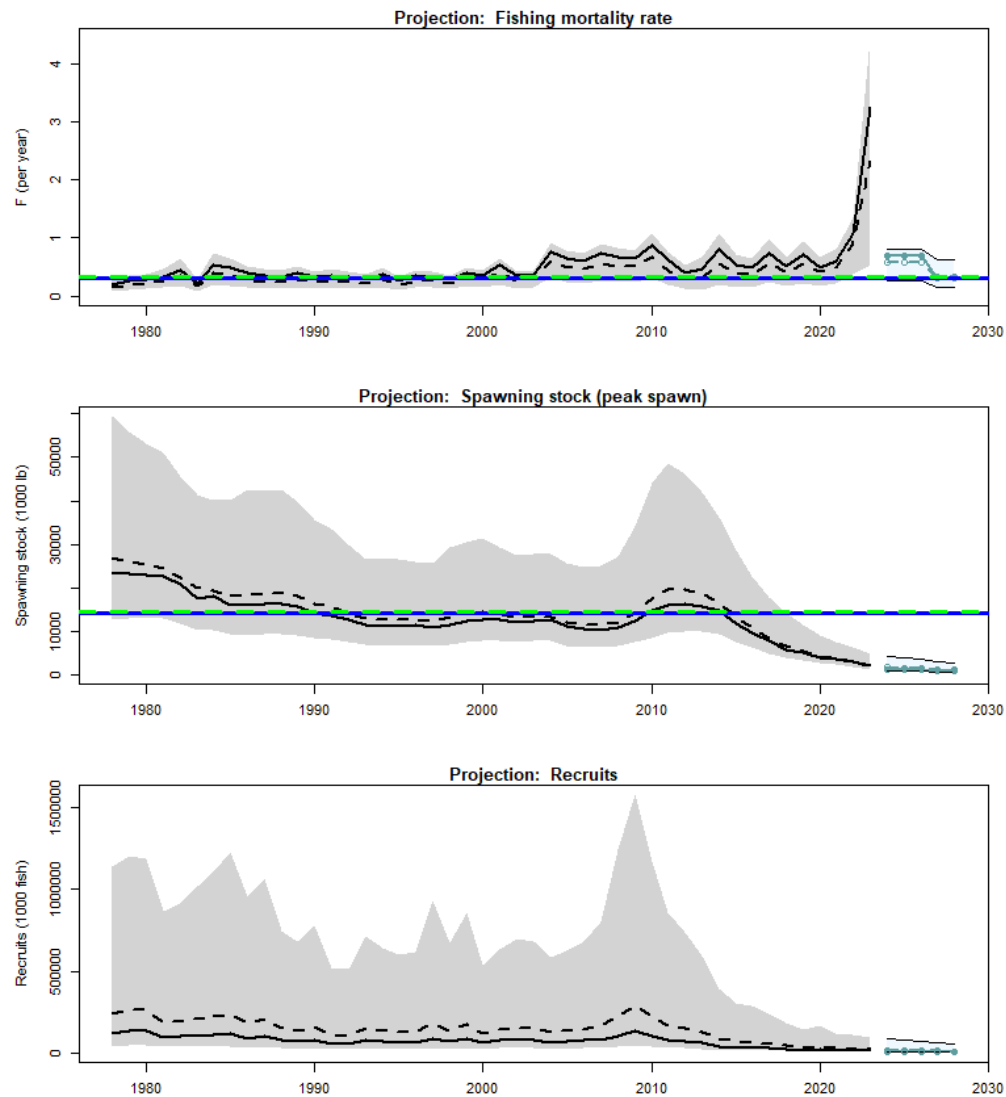 Projection: Fishing mortality rate
F (per year)
4
3
2
1
0
1980 1990 2000 2010 2020 2030
Projection: Spawning stock (peak spawn)
Spawning stock (1000 lb)
50000
30000
10000
0
1980 1990 2000 2010 2020 2030
Projection: Recruits
Recruits (1000 fish)
1500000
1000000
500000
0
1980 1990 2000 2010 2020 2030